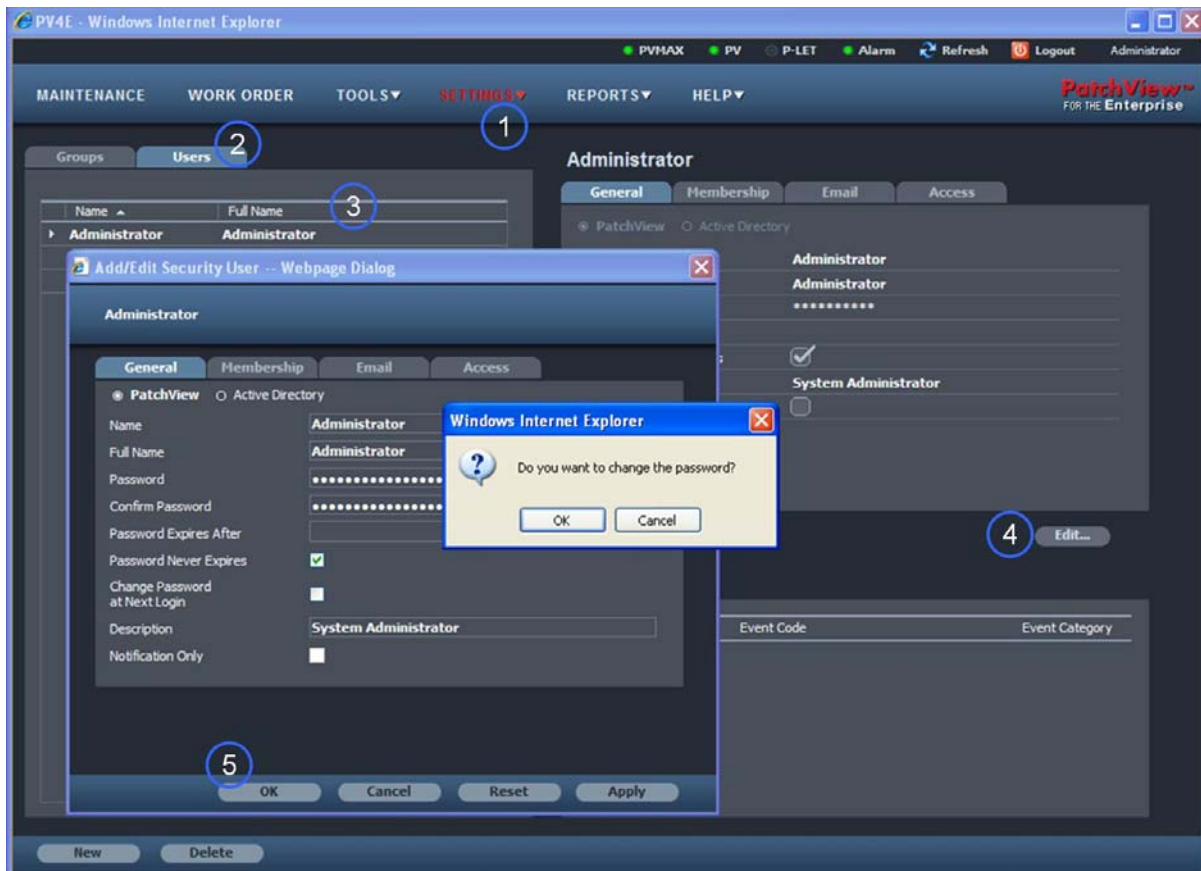 PV4E - Windows Internet Explorer
PVMAX PV P-LET Alarm Refresh Logout Administrator
MAINTENANCE WORK ORDER TOOLS▼ SETTINGS▼ REPORTS▼ HELP▼
PatchView™
FOR THE Enterprise
1
2
Groups Users
3
Name Full Name
Administrator Administrator
Administrator
General Membership Email Access
PatchView Active Directory
Administrator
Administrator
**********
System Administrator
4
Edit...
Event Code Event Category
Add/Edit Security User -- Webpage Dialog
Administrator
General Membership Email Access
PatchView Active Directory
Name Administrator
Full Name Administrator
Password
Confirm Password
Password Expires After
Password Never Expires
Change Password
at Next Login
Description System Administrator
Notification Only
5
OK Cancel Reset Apply
Windows Internet Explorer
Do you want to change the password?
OK Cancel
New Delete